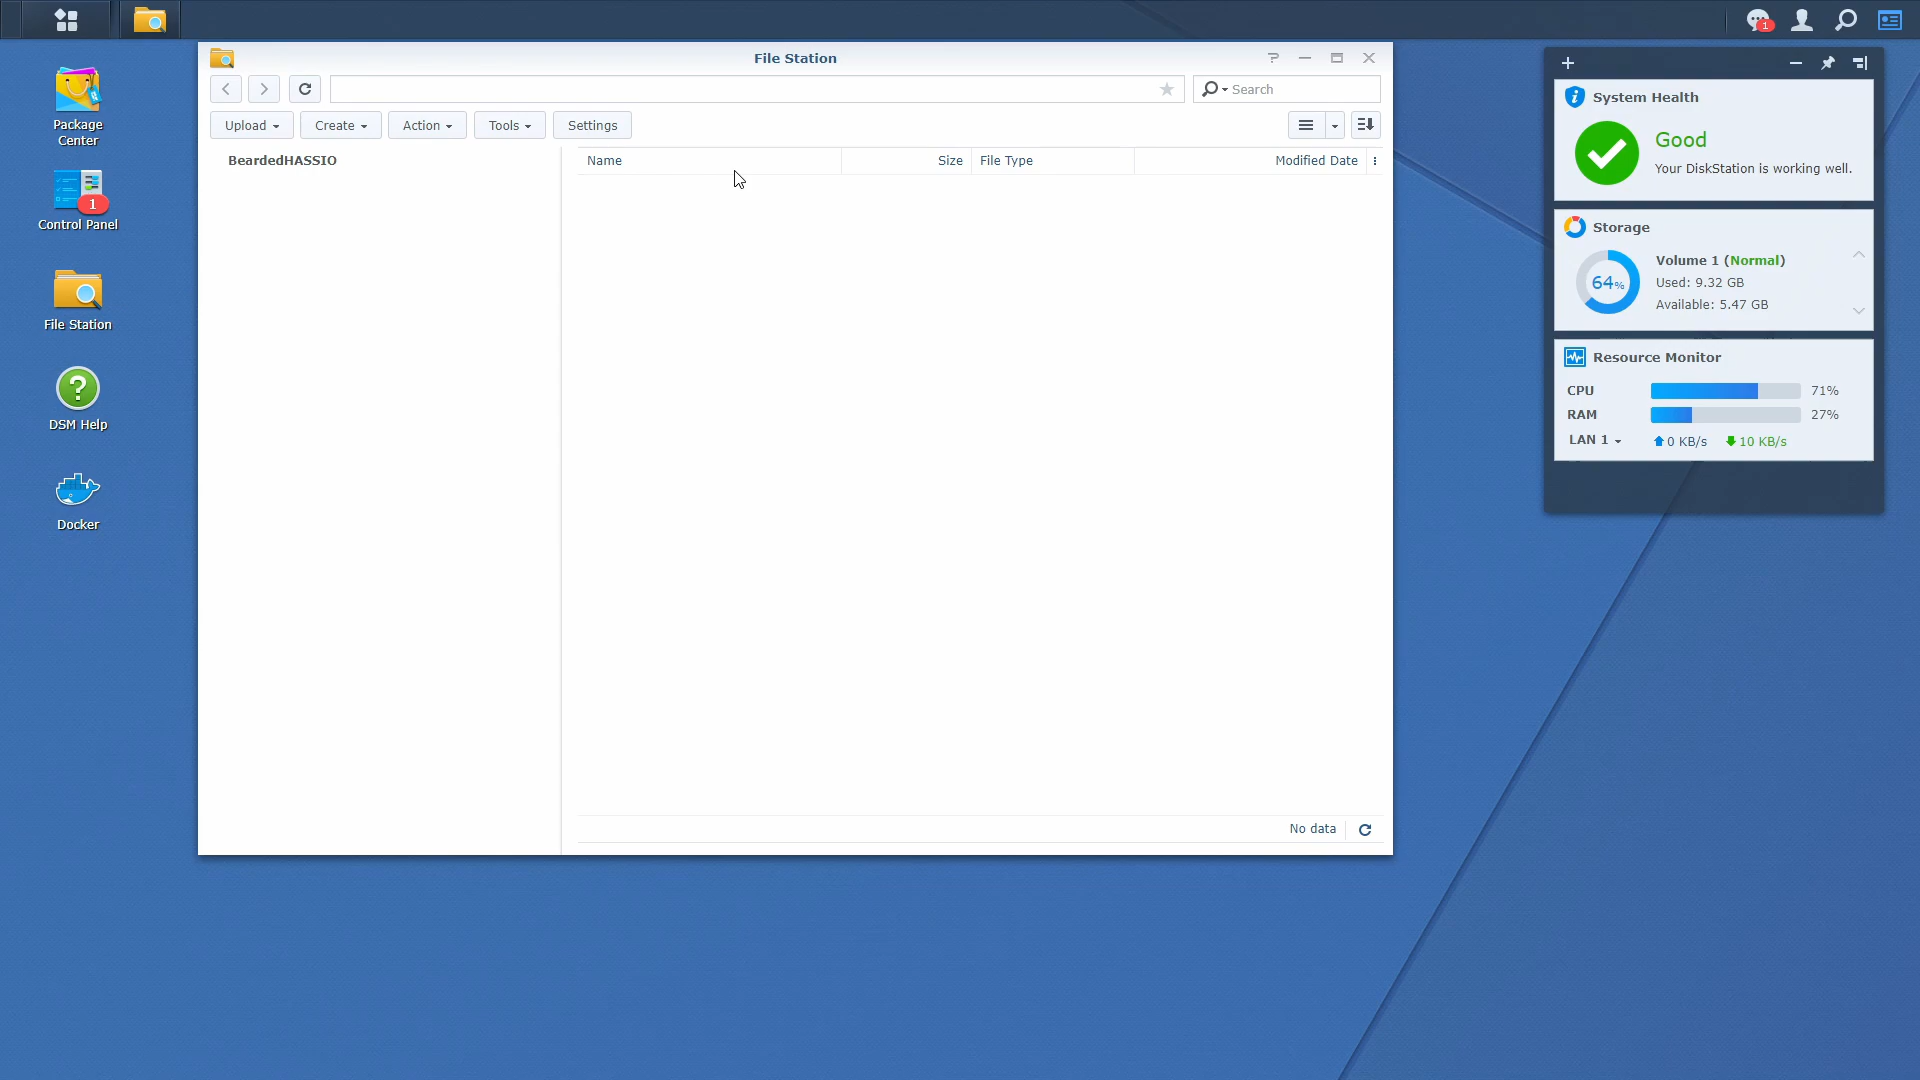 1
File Station
Search
Upload
Create
Action
Tools
Settings
BeardedHASSIO
Name
Size
File Type
Modified Date
No data
Package
Center
1
Control Panel
File Station
DSM Help
Docker
System Health
Good
Your DiskStation is working well.
Storage
64%
Volume 1 (Normal)
Used: 9.32 GB
Available: 5.47 GB
Resource Monitor
CPU 71%
RAM 27%
LAN 1 0 KB/s 10 KB/s